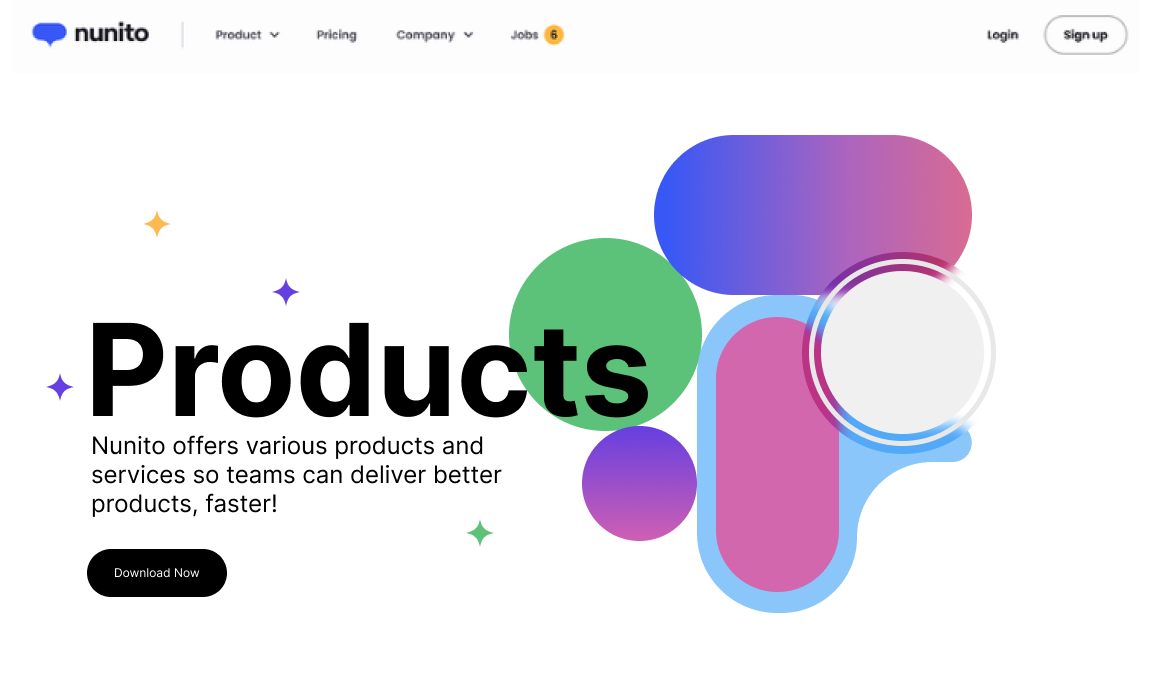 nunito Product Pricing Company Jobs 6 Login Sign up
Products
Nunito offers various products and
services so teams can deliver better
products, faster!
Download Now